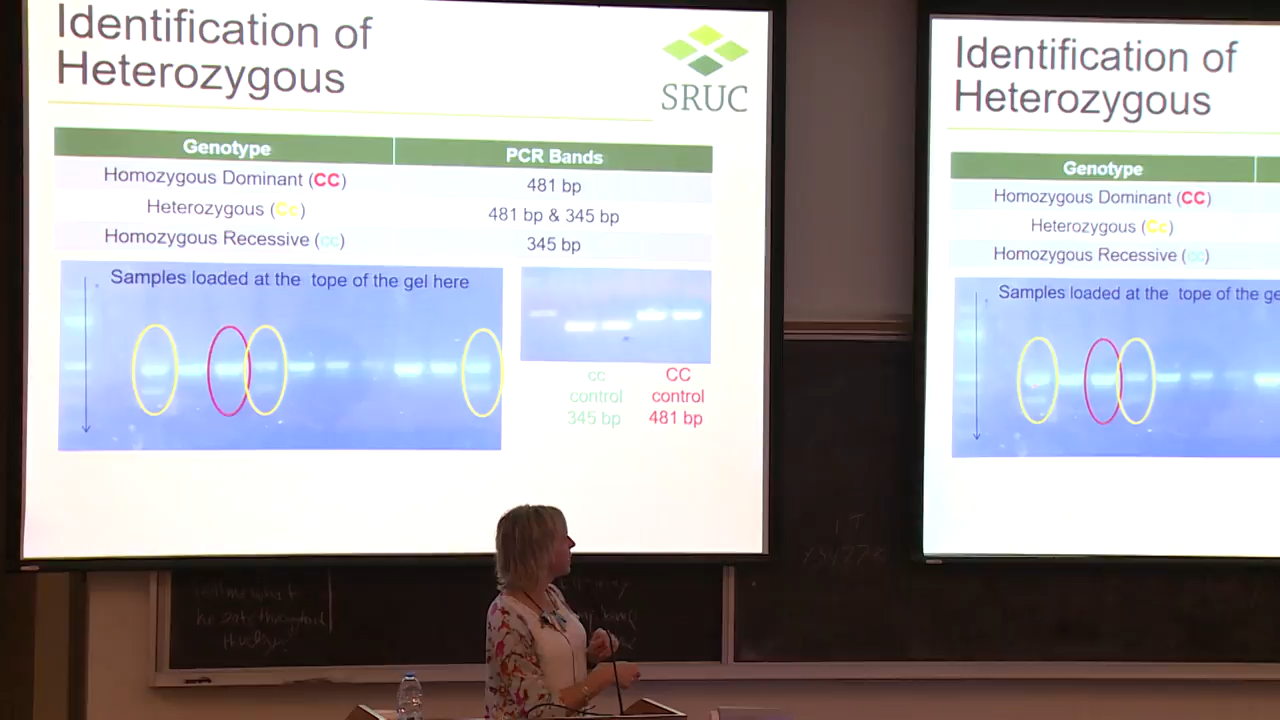 Identification of
Heterozygous
SRUC
Genotype PCR Bands
Homozygous Dominant (CC) 481 bp
Heterozygous (Cc) 481 bp & 345 bp
Homozygous Recessive (cc) 345 bp
Samples loaded at the tope of the gel here
cc CC
control control
345 bp 481 bp
Identification of
Heterozygous
Genotype
Homozygous Dominant (CC)
Heterozygous (Cc)
Homozygous Recessive (cc)
Samples loaded at the tope of the ge